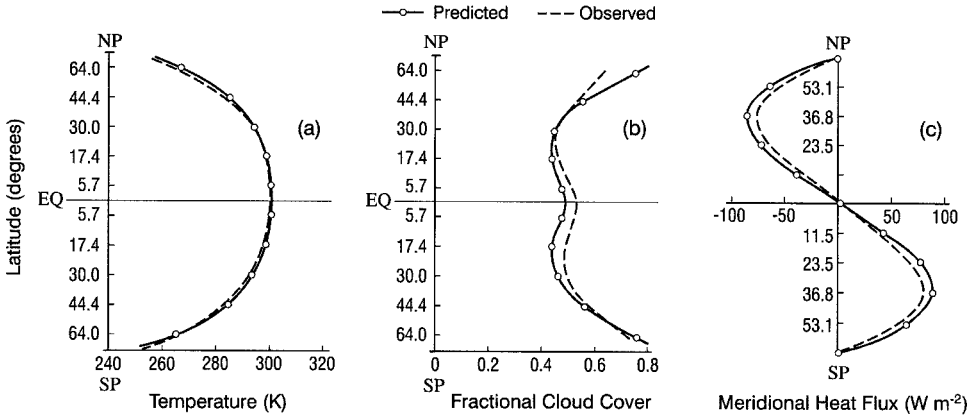 Predicted Observed
NP
64.0
44.4
30.0
17.4
5.7
EQ
5.7
17.4
30.0
44.4
64.0
240 260 280 300 320
SP
Temperature (K)
Latitude (degrees)
(a)
NP
64.0
44.4
30.0
17.4
5.7
EQ
5.7
17.4
30.0
44.4
64.0
0 0.2 0.4 0.6 0.8
SP
Fractional Cloud Cover
(b)
NP
53.1
36.8
23.5
-100 -50 50 100
11.5
23.5
36.8
53.1
SP
Meridional Heat Flux (W m⁻²)
(c)